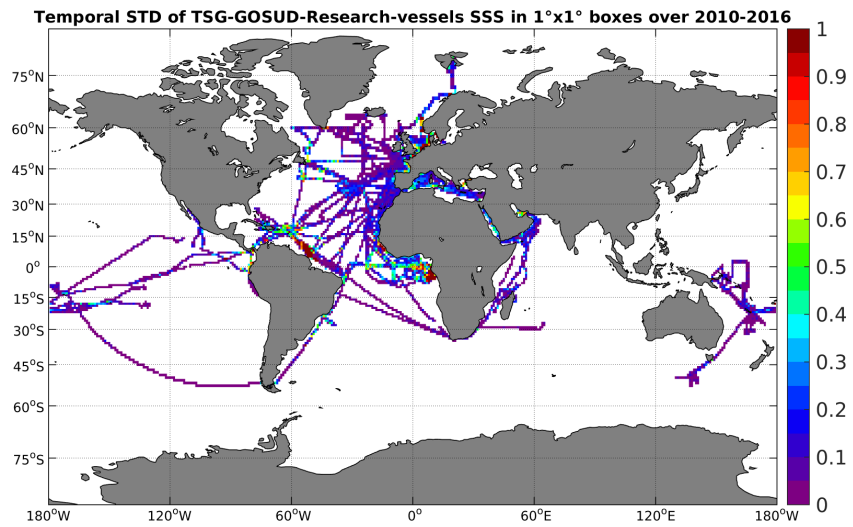 Temporal STD of TSG-GOSUD-Research-vessels SSS in 1°x1° boxes over 2010-2016
75°N
60°N
45°N
30°N
15°N
0°
15°S
30°S
45°S
60°S
75°S
180°W
120°W
60°W
0°W
60°E
120°E
180°W
1
0.9
0.8
0.7
0.6
0.5
0.4
0.3
0.2
0.1
0